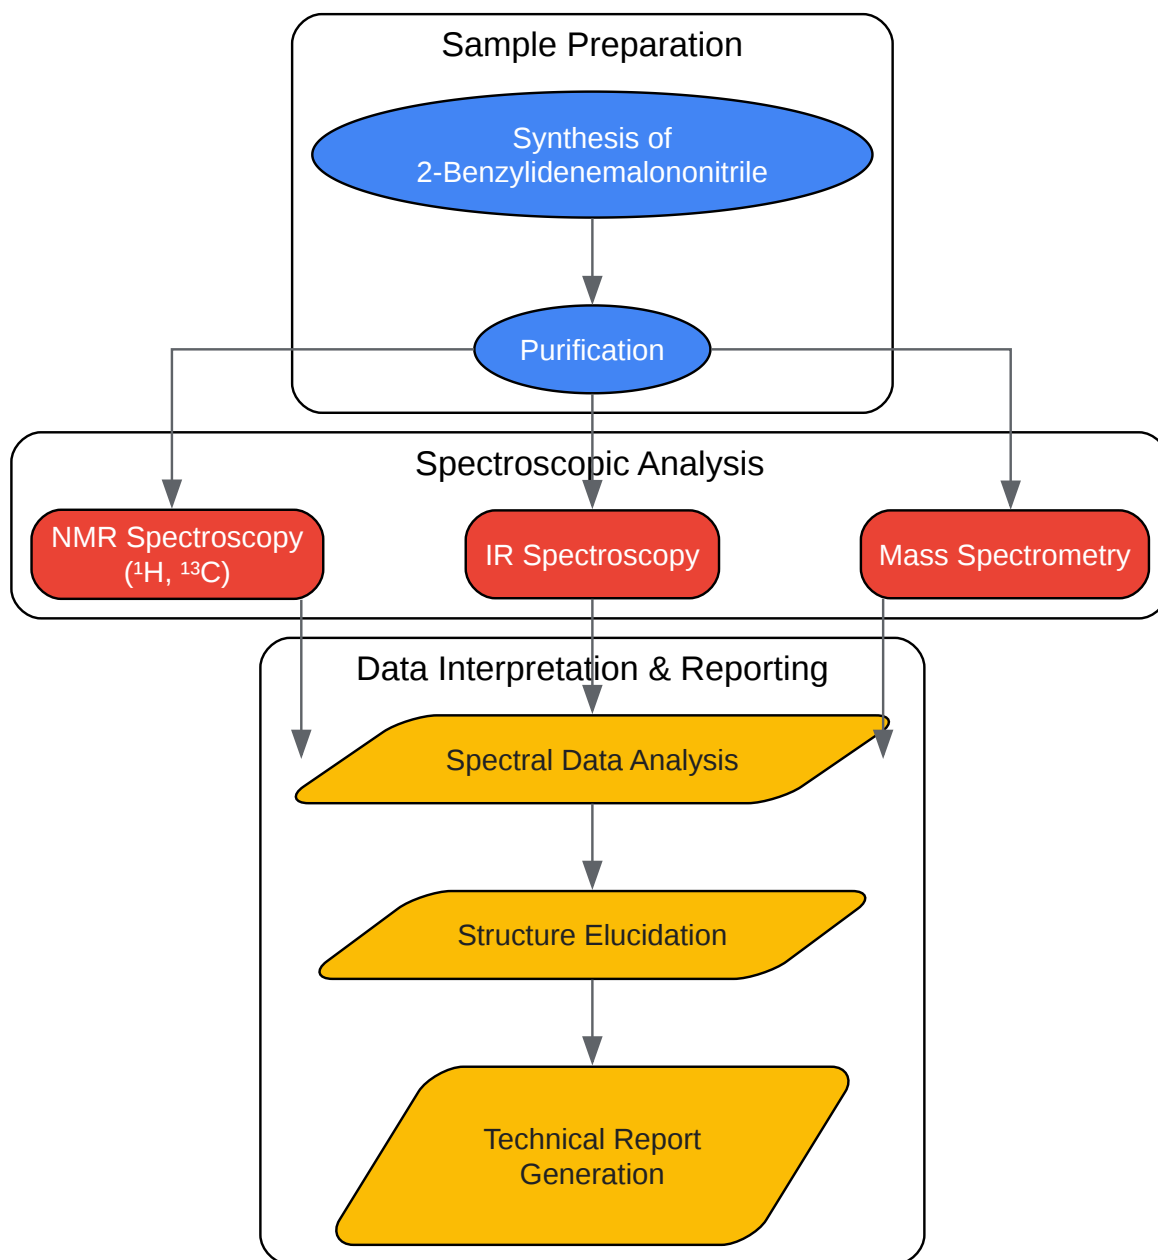 Sample Preparation
Synthesis of
2-Benzylidenemalononitrile
Purification
Spectroscopic Analysis
NMR Spectroscopy
(¹H, ¹³C)
IR Spectroscopy
Mass Spectrometry
Data Interpretation & Reporting
Spectral Data Analysis
Structure Elucidation
Technical Report
Generation